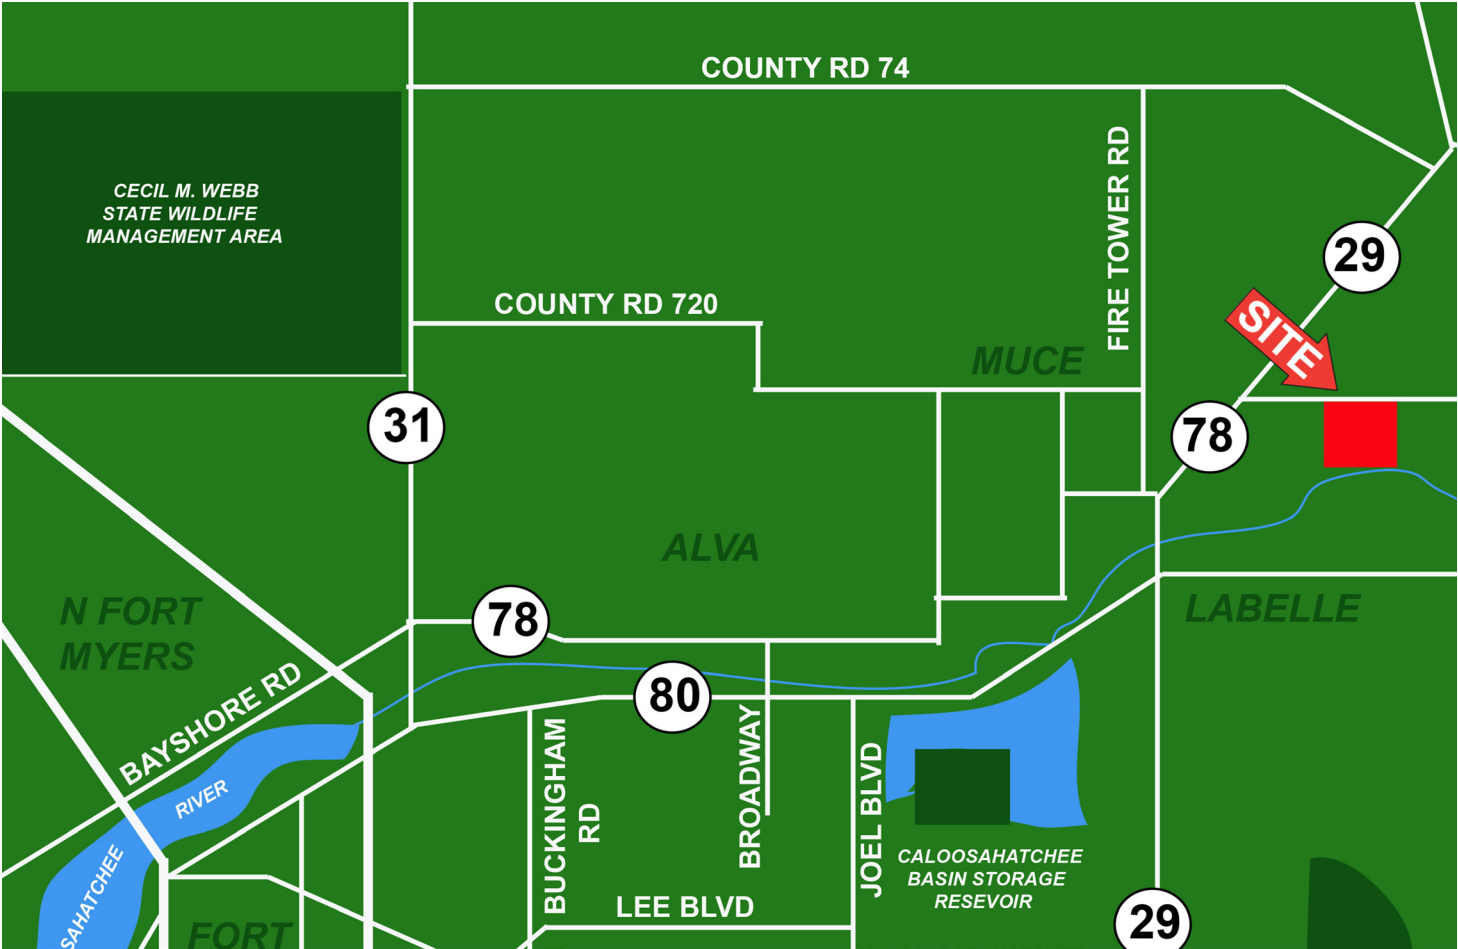 COUNTY RD 74
FIRE TOWER RD
CECIL M. WEBB
STATE WILDLIFE
MANAGEMENT AREA
29
COUNTY RD 720
SITE
MUCE
31
78
ALVA
N FORT
MYERS
78
LABELLE
BAYSHORE RD
80
RIVER
BUCKINGHAM
RD
BROADWAY
JOEL BLVD
SAHATCHEE
CALOOSAHATCHEE
BASIN STORAGE
RESEVOIR
LEE BLVD
FORT
29